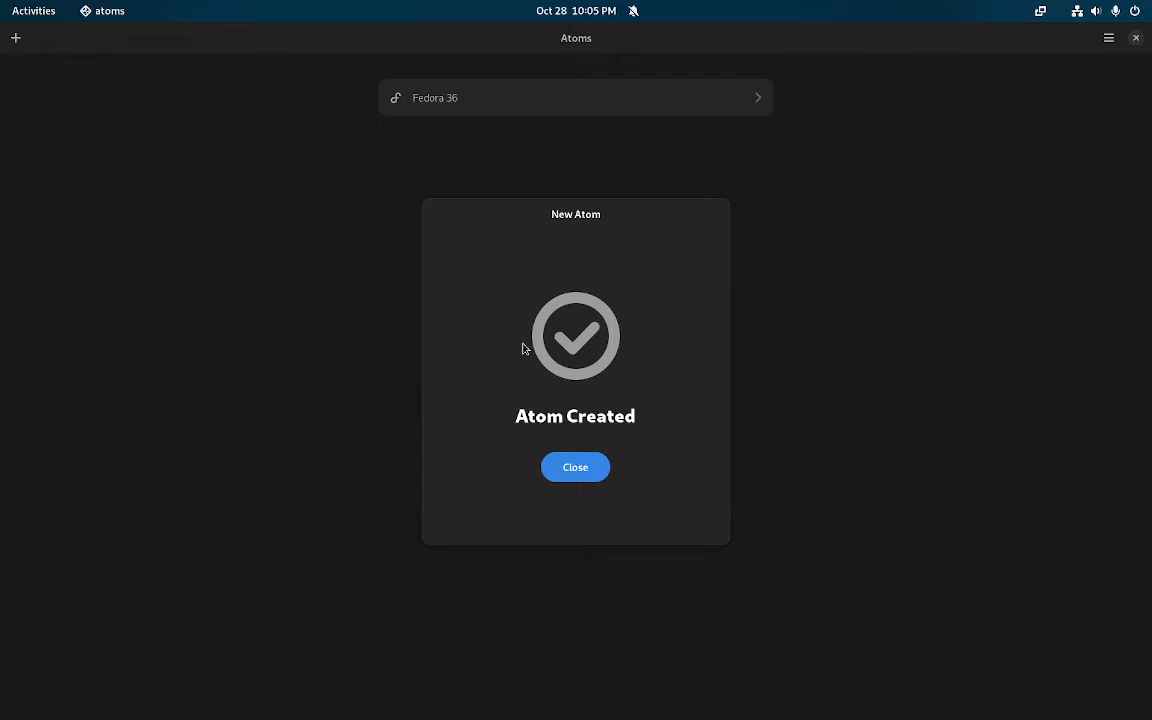 Activities
atoms
Oct 28 10:05 PM
Atoms
Fedora 36
New Atom
Atom Created
Close